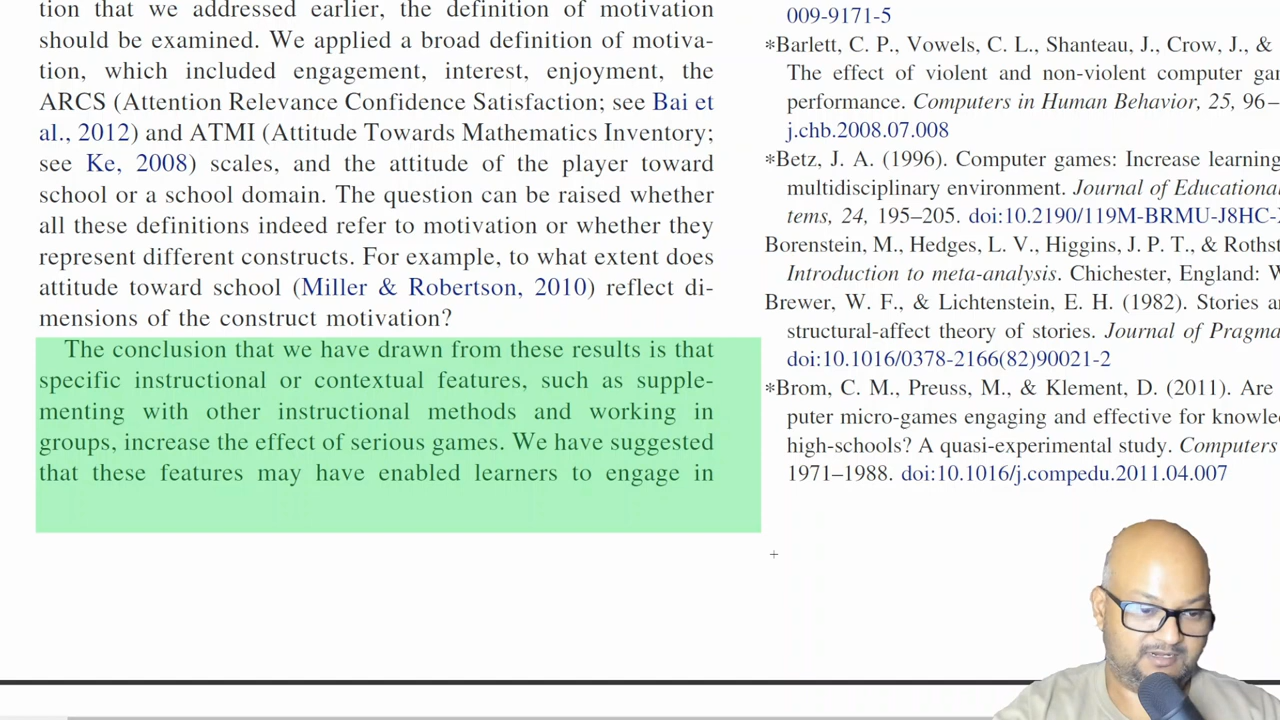 tion that we addressed earlier, the definition of motivation
should be examined. We applied a broad definition of motiva-
tion, which included engagement, interest, enjoyment, the
ARCS (Attention Relevance Confidence Satisfaction; see Bai et
al., 2012) and ATMI (Attitude Towards Mathematics Inventory;
see Ke, 2008) scales, and the attitude of the player toward
school or a school domain. The question can be raised whether
all these definitions indeed refer to motivation or whether they
represent different constructs. For example, to what extent does
attitude toward school (Miller & Robertson, 2010) reflect di-
mensions of the construct motivation?
The conclusion that we have drawn from these results is that
specific instructional or contextual features, such as supple-
menting with other instructional methods and working in
groups, increase the effect of serious games. We have suggested
that these features may have enabled learners to engage in
009-9171-5
*Barlett, C. P., Vowels, C. L., Shanteau, J., Crow, J., &
The effect of violent and non-violent computer gam
performance. Computers in Human Behavior, 25, 96–
j.chb.2008.07.008
*Betz, J. A. (1996). Computer games: Increase learning
multidisciplinary environment. Journal of Educational
tems, 24, 195–205. doi:10.2190/119M-BRMU-J8HC-
Borenstein, M., Hedges, L. V., Higgins, J. P. T., & Rothst
Introduction to meta-analysis. Chichester, England: W
Brewer, W. F., & Lichtenstein, E. H. (1982). Stories a
structural-affect theory of stories. Journal of Pragma
doi:10.1016/0378-2166(82)90021-2
*Brom, C. M., Preuss, M., & Klement, D. (2011). Are
puter micro-games engaging and effective for knowle
high-schools? A quasi-experimental study. Computers
1971–1988. doi:10.1016/j.compedu.2011.04.007